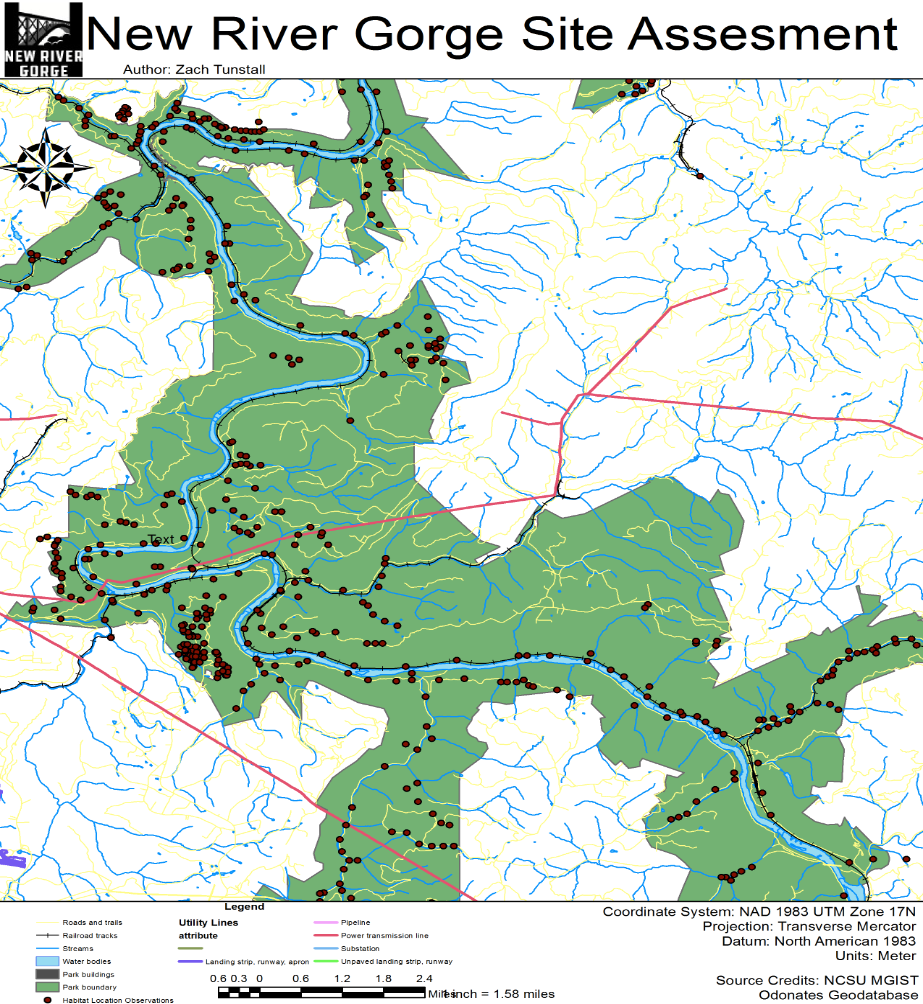 New River Gorge Site Assesment
NEW RIVER
GORGE
Author: Zach Tunstall
Text
Legend
Roads and trails
Railroad tracks
Streams
Water bodies
Park buildings
Park boundary
Habitat Location Observations
Utility Lines
attribute
Landing strip, runway, apron
Pipeline
Power transmission line
Substation
Unpaved landing strip, runway
0.6 0.3 0 0.6 1.2 1.8 2.4
Miles
1 inch = 1.58 miles
Coordinate System: NAD 1983 UTM Zone 17N
Projection: Transverse Mercator
Datum: North American 1983
Units: Meter
Source Credits: NCSU MGIST
Odonates Geodatabase